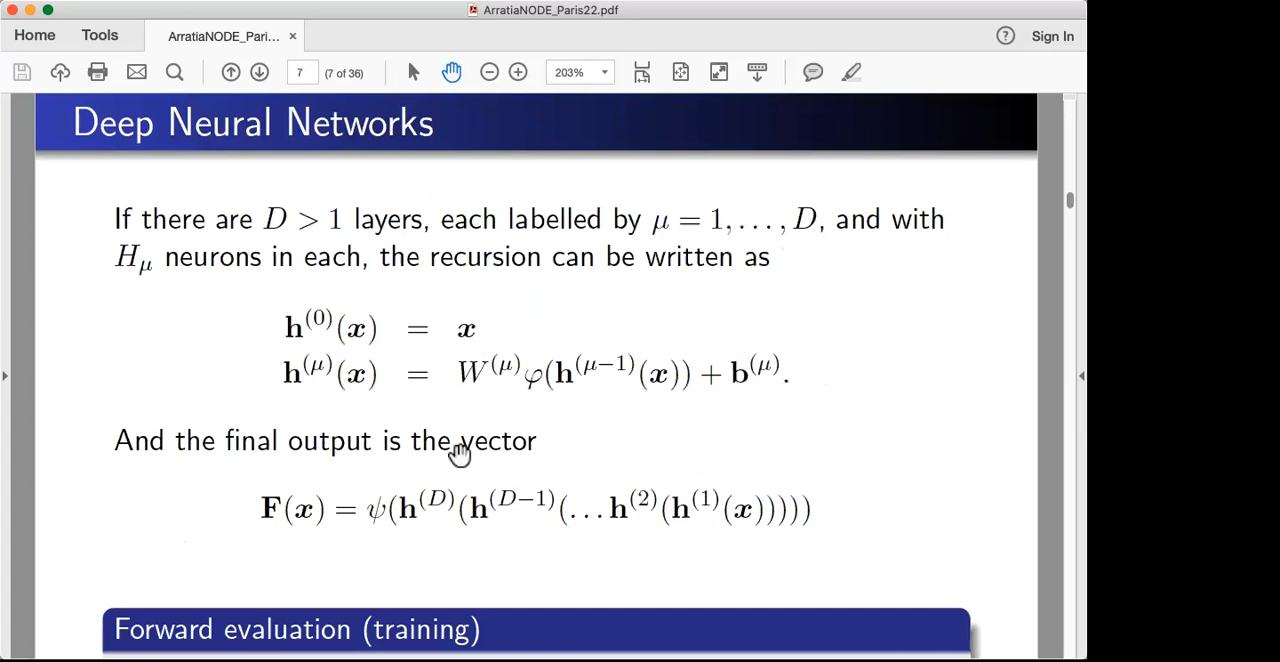 ArratiaNODE_Paris22.pdf
Home Tools ArratiaNODE_Pari... × Sign In
7 (7 of 36) 203%
Deep Neural Networks
If there are D > 1 layers, each labelled by μ = 1, . . . , D, and with
H_μ neurons in each, the recursion can be written as
h^(0)(x) = x
h^(μ)(x) = W^(μ)φ(h^(μ−1)(x)) + b^(μ).
And the final output is the vector
F(x) = ψ(h^(D)(h^(D−1)(. . . h^(2)(h^(1)(x)))))
Forward evaluation (training)